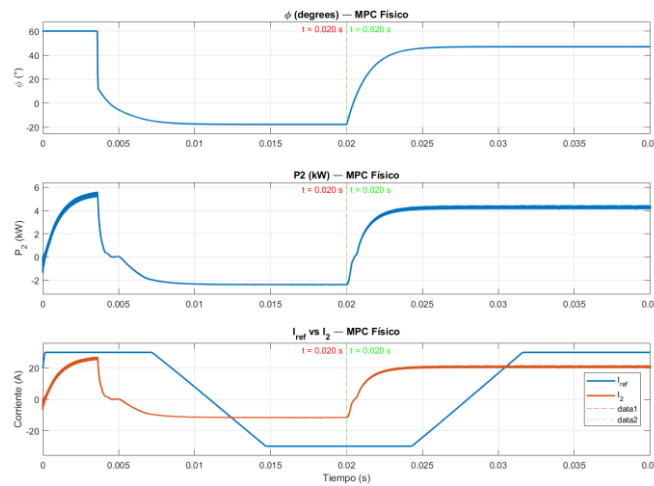 ϕ (degrees) — MPC Físico
t = 0.020 s t = 0.020 s
60
40
20
0
-20
ϕ (°)
0 0.005 0.01 0.015 0.02 0.025 0.03 0.035 0.04
P2 (kW) — MPC Físico
t = 0.020 s t = 0.020 s
6
4
2
0
-2
P2 (kW)
0 0.005 0.01 0.015 0.02 0.025 0.03 0.035 0.04
Iref vs I2 — MPC Físico
t = 0.020 s t = 0.020 s
20
0
-20
Corriente (A)
Iref
I2
data1
data2
0 0.005 0.01 0.015 0.02 0.025 0.03 0.035 0.04
Tiempo (s)